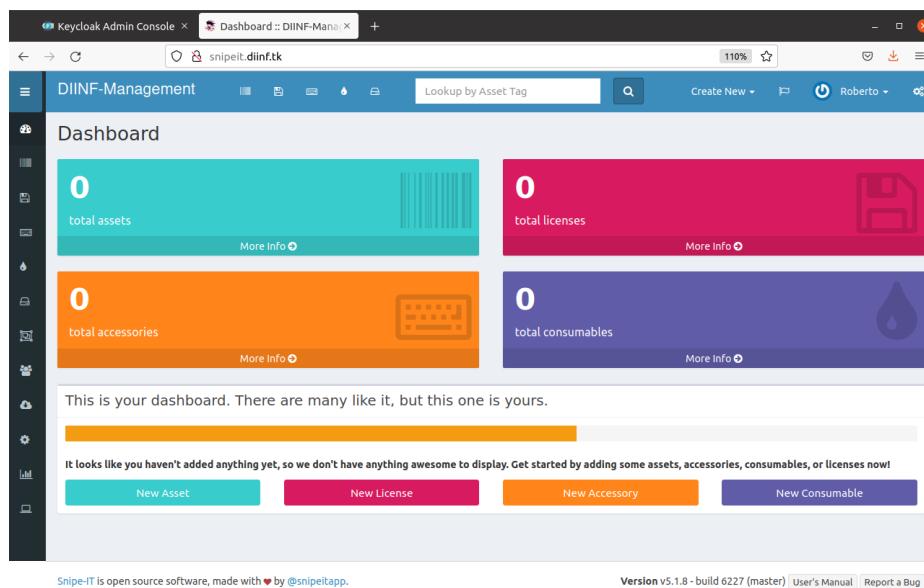 Keycloak Admin Console
Dashboard :: DIINF-Mana
snipeit.diinf.tk
110%
DIINF-Management
Lookup by Asset Tag
Create New
Roberto
Dashboard
0
total assets
More Info
0
total licenses
More Info
0
total accessories
More Info
0
total consumables
More Info
This is your dashboard. There are many like it, but this one is yours.
It looks like you haven't added anything yet, so we don't have anything awesome to display. Get started by adding some assets, accessories, consumables, or licenses now!
New Asset
New License
New Accessory
New Consumable
Snipe-IT is open source software, made with ❤ by @snipeitapp.
Version v5.1.8 - build 6227 (master)
User's Manual
Report a Bug